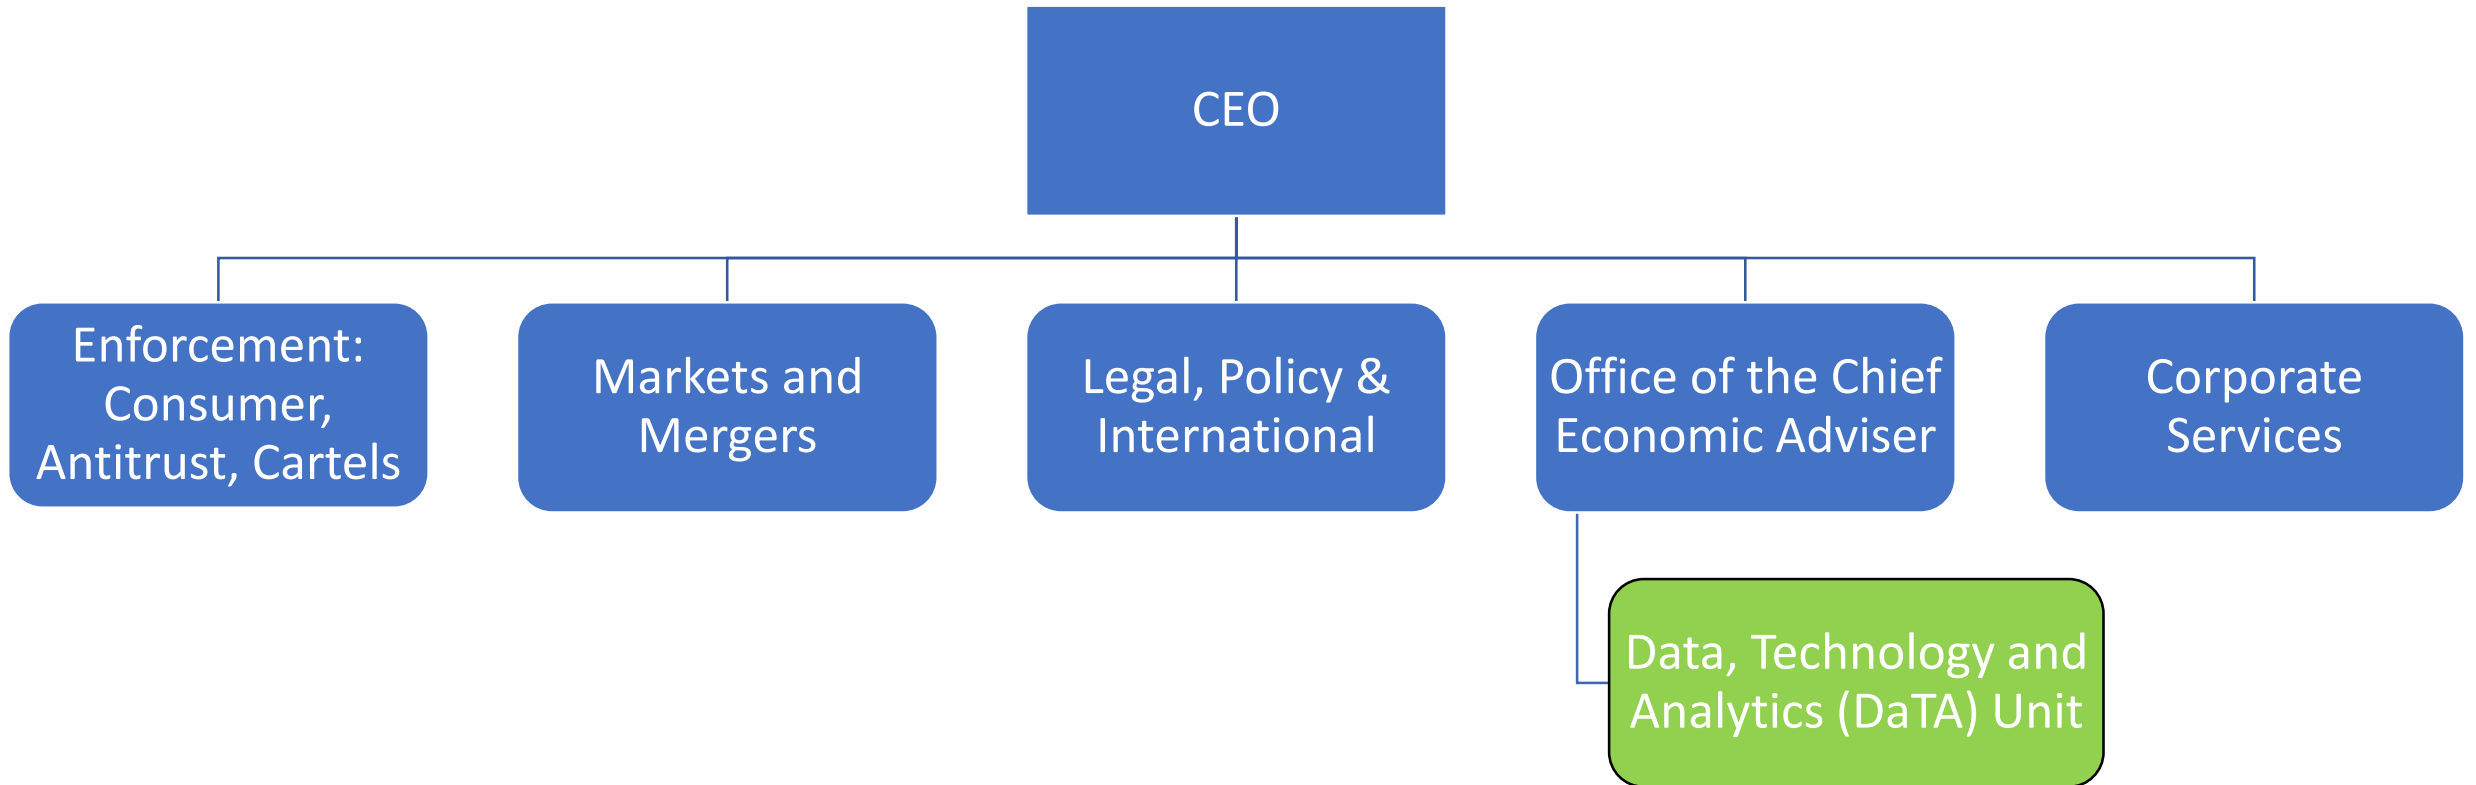 CEO
Enforcement:
Consumer,
Antitrust, Cartels
Markets and
Mergers
Legal, Policy &
International
Office of the Chief
Economic Adviser
Corporate
Services
Data, Technology and
Analytics (DaTA) Unit